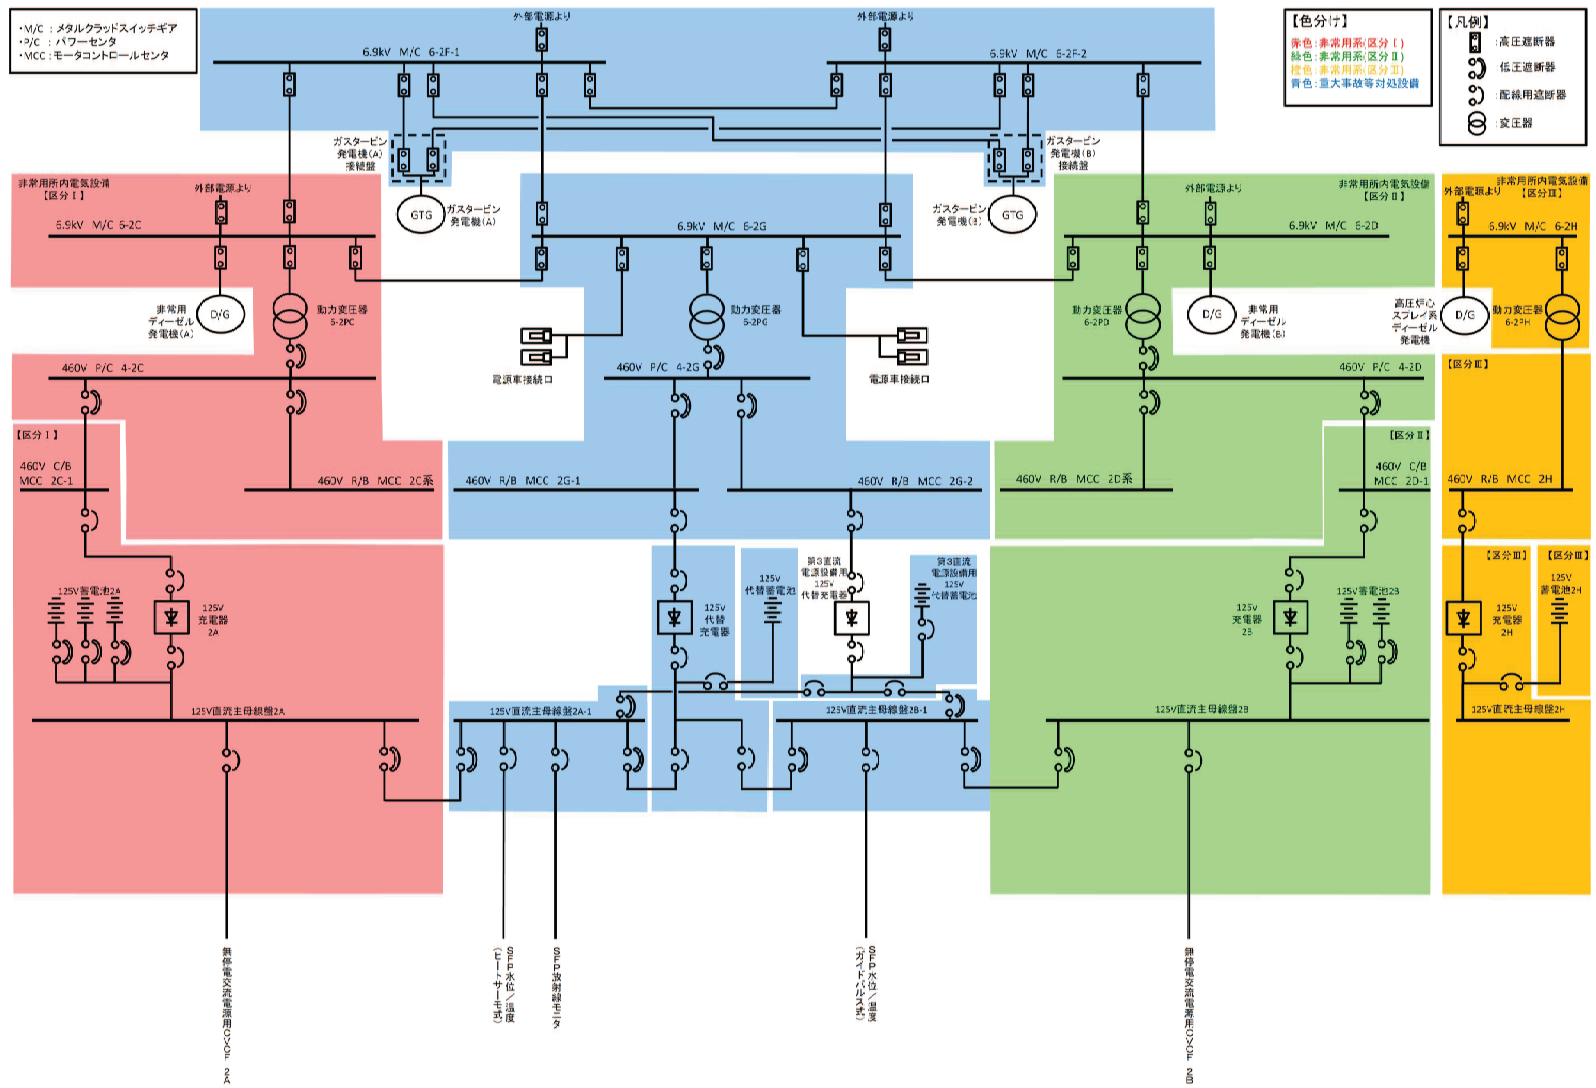 ・M/C：メタルクラッドスイッチギア
・P/C：パワーセンタ
・MCC：モータコントロールセンタ
外部電源より
外部電源より
6.9kV M/C 6-2F-1
6.9kV M/C 6-2F-2
【色分け】
赤色：非常用系(区分Ⅰ)
緑色：非常用系(区分Ⅱ)
橙色：非常用系(区分Ⅲ)
青色：重大事故等対処設備
【凡例】
：高圧遮断器
：低圧遮断器
：配線用遮断器
：変圧器
ガスタービン
発電機(A)
接続盤
ガスタービン
発電機(B)
接続盤
GTG
ガスタービン
発電機(A)
ガスタービン
発電機(B)
GTG
非常用所内電気設備
【区分Ⅰ】
外部電源より
6.9kV M/C 6-2C
D/G
非常用
ディーゼル
発電機(A)
動力変圧器
6-2PC
460V P/C 4-2C
【区分Ⅰ】
460V C/B
MCC 2C-1
460V R/B MCC 2C系
6.9kV M/C 6-2G
動力変圧器
6-2PG
電源車接続口
電源車接続口
460V P/C 4-2G
460V R/B MCC 2G-1
460V R/B MCC 2G-2
外部電源より
非常用所内電気設備
【区分Ⅱ】
6.9kV M/C 6-2D
動力変圧器
6-2PD
D/G
非常用
ディーゼル
発電機(B)
460V P/C 4-2D
【区分Ⅱ】
460V C/B
MCC 2D-1
460V R/B MCC 2D系
非常用所内電気設備
【区分Ⅲ】
外部電源より
6.9kV M/C 6-2H
高圧炉心
スプレイ系
ディーゼル
発電機
D/G
動力変圧器
6-2PH
【区分Ⅲ】
460V R/B MCC 2H
125V蓄電池2A
125V
充電器
2A
125V直流主母線盤2A
125V
代替
充電器
125V
代替蓄電池
第3直流
電源設備用
125V
代替充電器
第3直流
電源設備用
125V
代替蓄電池
125V直流主母線盤2A-1
125V直流主母線盤2B-1
125V
充電器
2B
125V蓄電池2B
125V直流主母線盤2B
【区分Ⅲ】
125V
充電器
2H
【区分Ⅲ】
125V
蓄電池2H
125V直流主母線盤2H
無停電交流電源用CVCF 2A
SFP水位／温度
(ヒートサーモ式)
SFP放射線モニタ
SFP水位／温度
(ガイドパルス式)
無停電交流電源用CVCF 2B